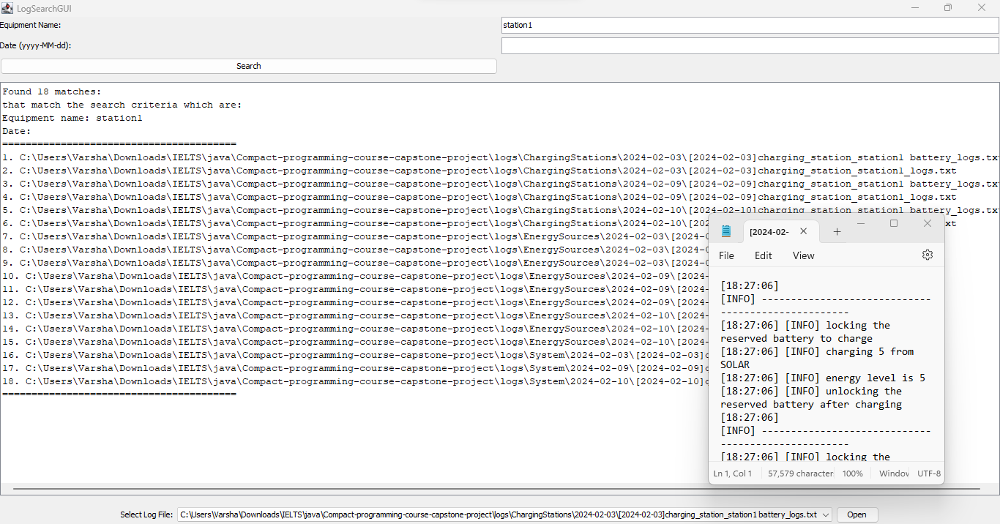 LogSearchGUI
Equipment Name:
station1
Date (yyyy-MM-dd):
Search
Found 18 matches:
that match the search criteria which are:
Equipment name: station1
Date:
========================================
1. C:\Users\Varsha\Downloads\IELTS\java\Compact-programming-course-capstone-project\logs\ChargingStations\2024-02-03\[2024-02-03]charging_station_station1 battery_logs.txt
2. C:\Users\Varsha\Downloads\IELTS\java\Compact-programming-course-capstone-project\logs\ChargingStations\2024-02-03\[2024-02-03]charging_station_station1_logs.txt
3. C:\Users\Varsha\Downloads\IELTS\java\Compact-programming-course-capstone-project\logs\ChargingStations\2024-02-09\[2024-02-09]charging_station_station1 battery_logs.txt
4. C:\Users\Varsha\Downloads\IELTS\java\Compact-programming-course-capstone-project\logs\ChargingStations\2024-02-09\[2024-02-09]charging_station_station1_logs.txt
5. C:\Users\Varsha\Downloads\IELTS\java\Compact-programming-course-capstone-project\logs\ChargingStations\2024-02-10\[2024-02-10]charging_station_station1 battery_logs.txt
6. C:\Users\Varsha\Downloads\IELTS\java\Compact-programming-course-capstone-project\logs\ChargingStations\2024-02-10\[20 xt
7. C:\Users\Varsha\Downloads\IELTS\java\Compact-programming-course-capstone-project\logs\EnergySources\2024-02-03\[2024-0
8. C:\Users\Varsha\Downloads\IELTS\java\Compact-programming-course-capstone-project\logs\EnergySources\2024-02-03\[2024-0
9. C:\Users\Varsha\Downloads\IELTS\java\Compact-programming-course-capstone-project\logs\EnergySources\2024-02-03\[2024-0
10. C:\Users\Varsha\Downloads\IELTS\java\Compact-programming-course-capstone-project\logs\EnergySources\2024-02-09\[2024-
11. C:\Users\Varsha\Downloads\IELTS\java\Compact-programming-course-capstone-project\logs\EnergySources\2024-02-09\[2024-
12. C:\Users\Varsha\Downloads\IELTS\java\Compact-programming-course-capstone-project\logs\EnergySources\2024-02-09\[2024-
13. C:\Users\Varsha\Downloads\IELTS\java\Compact-programming-course-capstone-project\logs\EnergySources\2024-02-10\[2024-
14. C:\Users\Varsha\Downloads\IELTS\java\Compact-programming-course-capstone-project\logs\EnergySources\2024-02-10\[2024-
15. C:\Users\Varsha\Downloads\IELTS\java\Compact-programming-course-capstone-project\logs\EnergySources\2024-02-10\[2024-
16. C:\Users\Varsha\Downloads\IELTS\java\Compact-programming-course-capstone-project\logs\System\2024-02-03\[2024-02-03]
17. C:\Users\Varsha\Downloads\IELTS\java\Compact-programming-course-capstone-project\logs\System\2024-02-09\[2024-02-09]
18. C:\Users\Varsha\Downloads\IELTS\java\Compact-programming-course-capstone-project\logs\System\2024-02-10\[2024-02-10]
========================================
[2024-02-
File Edit View
[18:27:06]
[INFO] -----------------------------
----------------------
[18:27:06] [INFO] locking the
reserved battery to charge
[18:27:06] [INFO] charging 5 from
SOLAR
[18:27:06] [INFO] energy level is 5
[18:27:06] [INFO] unlocking the
reserved battery after charging
[18:27:06]
[INFO] -----------------------------
----------------------
[18:27:06] [INFO] locking the
Ln 1, Col 1 57,579 character 100% Window UTF-8
Select Log File: C:\Users\Varsha\Downloads\IELTS\java\Compact-programming-course-capstone-project\logs\ChargingStations\2024-02-03\[2024-02-03]charging_station_station1 battery_logs.txt Open